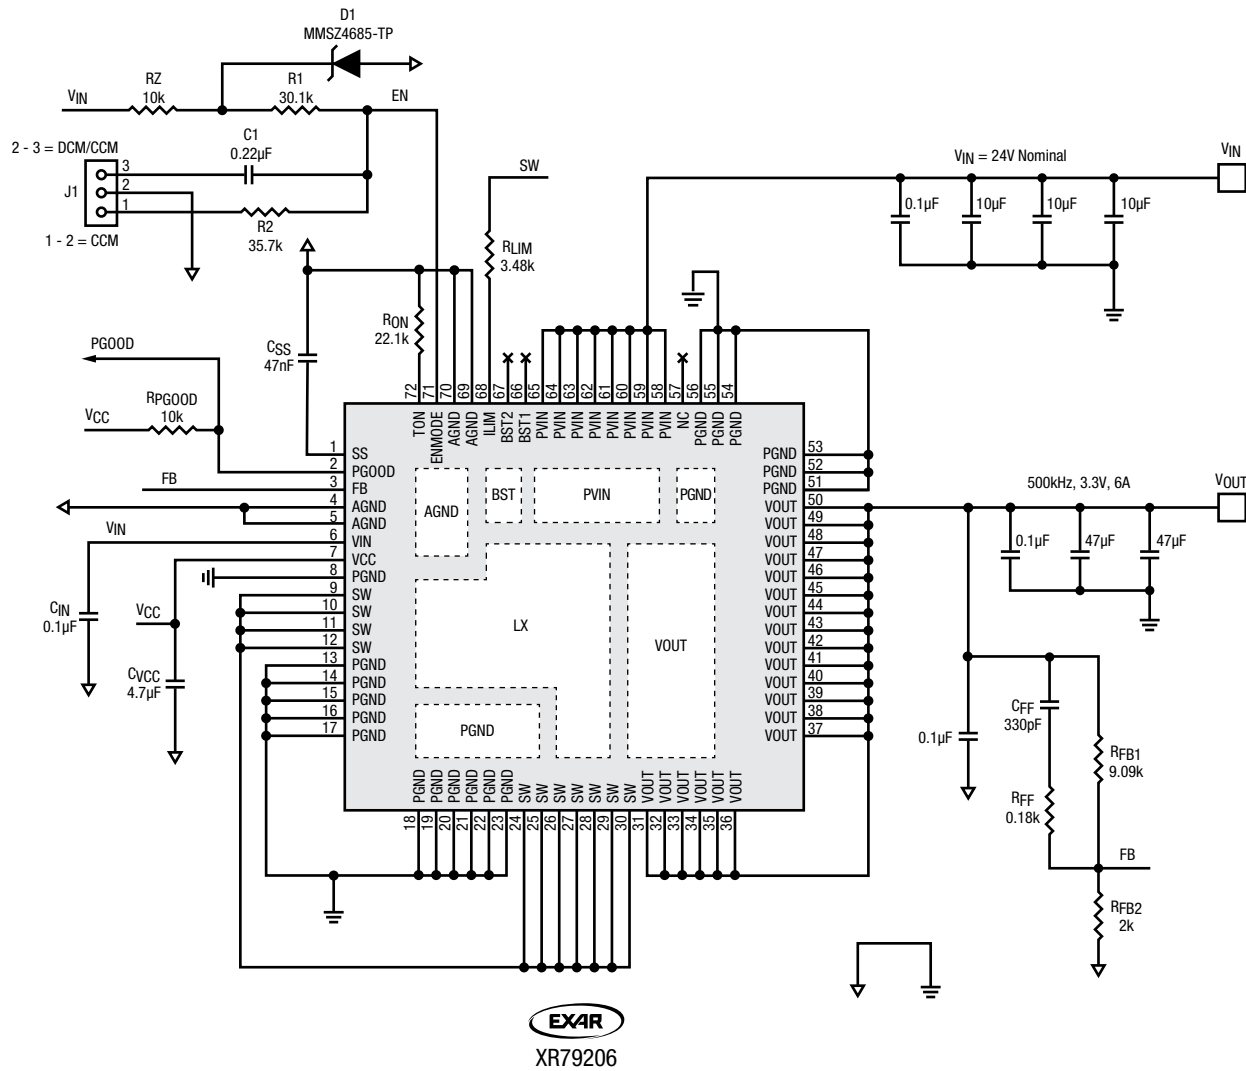 D1
MMSZ4685-TP
RZ
10k
R1
30.1k
VIN
EN
C1
0.22µF
2 - 3 = DCM/CCM
3
2
1
J1
1 - 2 = CCM
R2
35.7k
SW
RLIM
3.48k
VIN = 24V Nominal
VIN
0.1µF
10µF
10µF
10µF
RON
22.1k
CSS
47nF
PGOOD
RPGOOD
10k
VCC
FB
VIN
CIN
0.1µF
VCC
CVCC
4.7µF
72 71 70 69 68 67 66 65 64 63 62 61 60 59 58 57 56 55 54
TON ENMODE AGND AGND ILIM BST2 BST1 PVIN PVIN PVIN PVIN PVIN PVIN PVIN PVIN NC PGND PGND PGND
1 SS
2 PGOOD
3 FB
4 AGND
5 AGND
6 VIN
7 VCC
8 PGND
9 SW
10 SW
11 SW
12 SW
13 PGND
14 PGND
15 PGND
16 PGND
17 PGND
AGND
BST
PVIN
PGND
LX
VOUT
PGND
PGND 53
PGND 52
PGND 51
VOUT 50
VOUT 49
VOUT 48
VOUT 47
VOUT 46
VOUT 45
VOUT 44
VOUT 43
VOUT 42
VOUT 41
VOUT 40
VOUT 39
VOUT 38
VOUT 37
PGND PGND PGND PGND PGND PGND SW SW SW SW SW SW SW VOUT VOUT VOUT VOUT VOUT VOUT
18 19 20 21 22 23 24 25 26 27 28 29 30 31 32 33 34 35 36
500kHz, 3.3V, 6A
VOUT
0.1µF
47µF
47µF
0.1µF
CFF
330pF
RFF
0.18k
RFB1
9.09k
FB
RFB2
2k
EXAR
XR79206